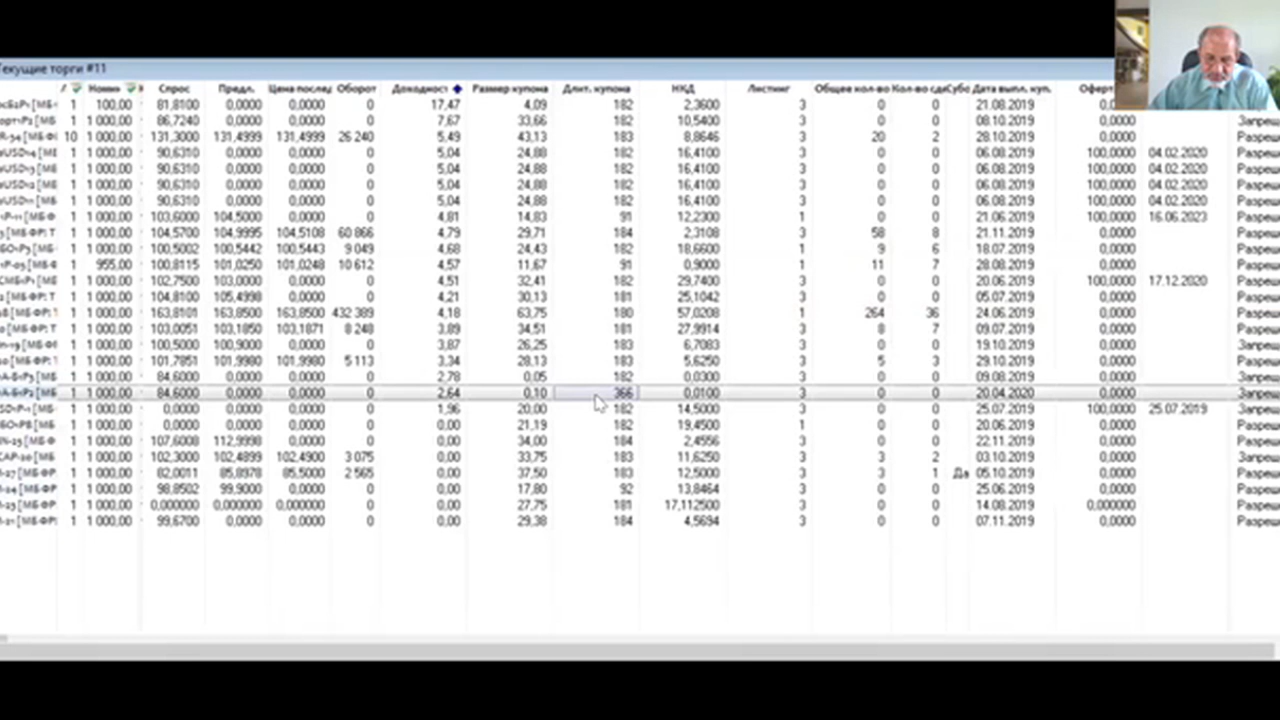 Текущие торги #11
Номин Спрос Предл. Цена послед Оборот Доходност Размер купона Длит. купона НКД Листинг Общее кол-во Кол-во сде Субо Дата выпл. куп. Оферт
1 100,00 81,8100 0,0000 0,0000 0 17,47 4,09 182 2,3600 3 0 0 21.08.2019
1 1 000,00 86,7240 0,0000 0,0000 0 7,67 33,66 182 10,5400 3 0 0 08.10.2019 0,0000 Запреш
10 1 000,00 131,3000 131,4999 131,4999 26 240 5,49 43,13 183 8,8646 3 20 2 28.10.2019 0,0000 Разреш
1 1 000,00 90,6310 0,0000 0,0000 0 5,04 24,88 182 16,4100 3 0 0 06.08.2019 100,0000 04.02.2020 Разреш
1 1 000,00 90,6310 0,0000 0,0000 0 5,04 24,88 182 16,4100 3 0 0 06.08.2019 100,0000 04.02.2020 Разреш
1 1 000,00 90,6310 0,0000 0,0000 0 5,04 24,88 182 16,4100 3 0 0 06.08.2019 100,0000 04.02.2020 Разреш
1 1 000,00 90,6310 0,0000 0,0000 0 5,04 24,88 182 16,4100 3 0 0 06.08.2019 100,0000 04.02.2020 Разреш
1 1 000,00 103,6000 104,5000 0,0000 0 4,81 14,83 91 12,2300 1 0 0 21.06.2019 100,0000 16.06.2023 Разреш
1 1 000,00 104,5700 104,9995 104,5108 60 866 4,79 29,71 184 2,3108 3 58 8 21.11.2019 0,0000 Разреш
1 1 000,00 100,5002 100,5442 100,5443 9 049 4,68 24,43 182 18,6600 1 9 6 18.07.2019 0,0000 Разреш
1 955,00 100,8115 101,0250 101,0248 10 612 4,57 11,67 91 0,9000 1 11 7 28.08.2019 0,0000 Разреш
1 1 000,00 102,7500 103,0000 0,0000 0 4,51 32,41 182 29,7400 3 0 0 20.06.2019 100,0000 17.12.2020 Разреш
1 1 000,00 104,8100 105,4998 0,0000 0 4,21 30,13 181 25,1042 3 0 0 05.07.2019 0,0000 Разреш
1 1 000,00 163,8101 163,8500 163,8500 432 389 4,18 63,75 180 57,0208 1 264 36 24.06.2019 0,0000 Разреш
1 1 000,00 103,0051 103,1850 103,1871 8 248 3,89 34,51 181 27,9914 3 8 7 09.07.2019 0,0000 Разреш
1 1 000,00 100,5000 100,9000 0,0000 0 3,87 26,25 183 6,7083 3 0 0 19.10.2019 0,0000 Запреш
1 1 000,00 101,7851 101,9980 101,9980 5 113 3,34 28,13 183 5,6250 3 5 3 29.10.2019 0,0000 Разреш
1 1 000,00 84,6000 0,0000 0,0000 0 2,78 0,05 182 0,0300 3 0 0 09.08.2019 0,0000 Запреш
1 1 000,00 84,6000 0,0000 0,0000 0 2,64 0,10 366 0,0100 3 0 0 20.04.2020 0,0000 Запреш
1 1 000,00 0,0000 0,0000 0,0000 0 1,96 20,00 182 14,5000 3 0 0 25.07.2019 100,0000 25.07.2019 Запреш
1 1 000,00 0,0000 0,0000 0,0000 0 0,00 21,19 182 19,4500 1 0 0 20.06.2019 0,0000 Разреш
1 1 000,00 107,6008 112,9998 0,0000 0 0,00 34,00 184 2,4556 3 0 0 22.11.2019 0,0000 Разреш
1 1 000,00 102,3000 102,4899 102,4900 3 075 0,00 33,75 183 11,6250 3 3 2 03.10.2019 0,0000 Запреш
1 1 000,00 82,0011 85,8978 85,5000 2 565 0,00 37,50 183 12,5000 3 3 1 Да 05.10.2019 0,0000 Разреш
1 1 000,00 98,8502 99,9000 0,0000 0 0,00 17,80 92 13,8464 3 0 0 25.06.2019 0,0000 Разреш
1 1 000,00 0,000000 0,000000 0,000000 0 0,00 27,75 181 17,112500 3 0 0 14.08.2019 0,000000 Разреш
1 1 000,00 99,6700 0,0000 0,0000 0 0,00 29,38 184 4,5694 3 0 0 07.11.2019 0,0000 Разреш